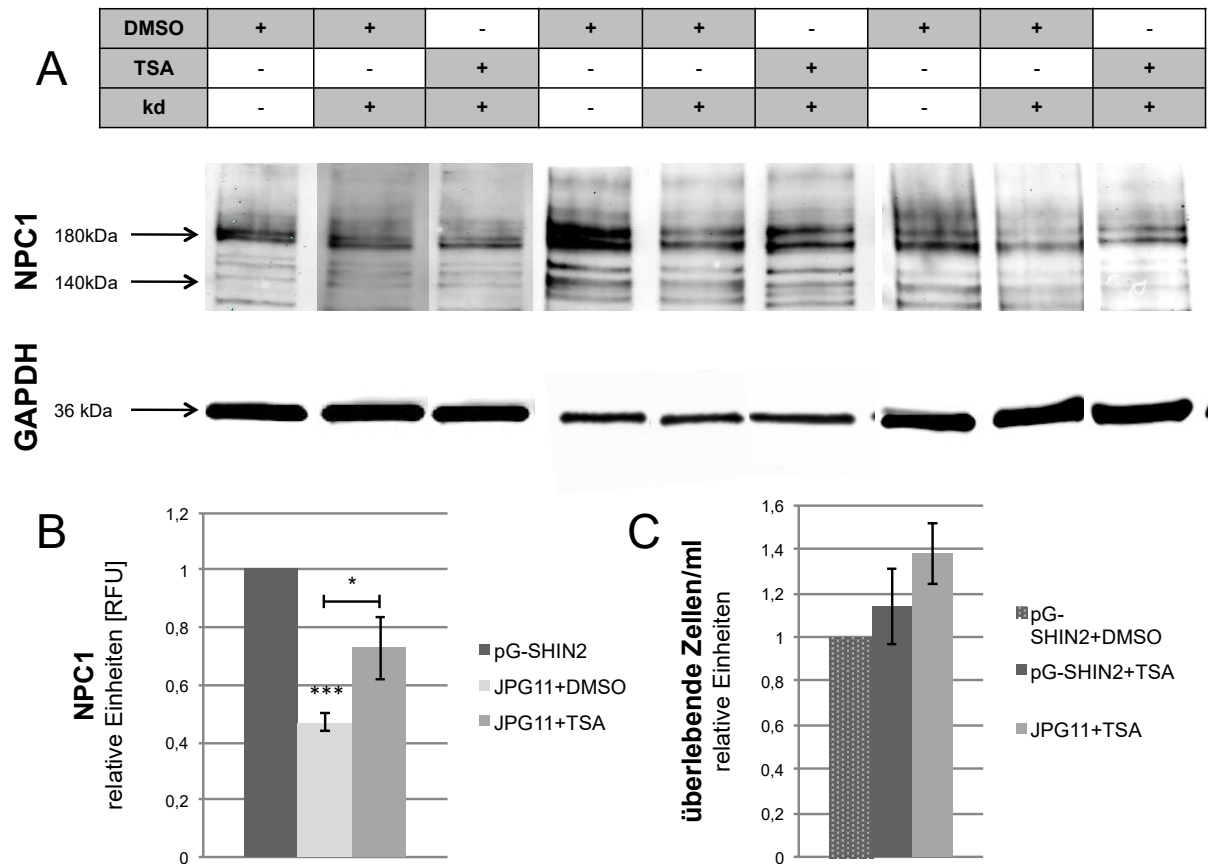 A
DMSO + + - + + - + + -
TSA - - + - - + - - +
kd - + + - + + - + +
NPC1
180kDa
140kDa
GAPDH
36 kDa
B
NPC1
relative Einheiten [RFU]
1,2
1
0,8
0,6
0,4
0,2
0
***
*
pG-SHIN2
JPG11+DMSO
JPG11+TSA
C
überlebende Zellen/ml
relative Einheiten
1,6
1,4
1,2
1
0,8
0,6
0,4
0,2
0
pG-
SHIN2+DMSO
pG-SHIN2+TSA
JPG11+TSA